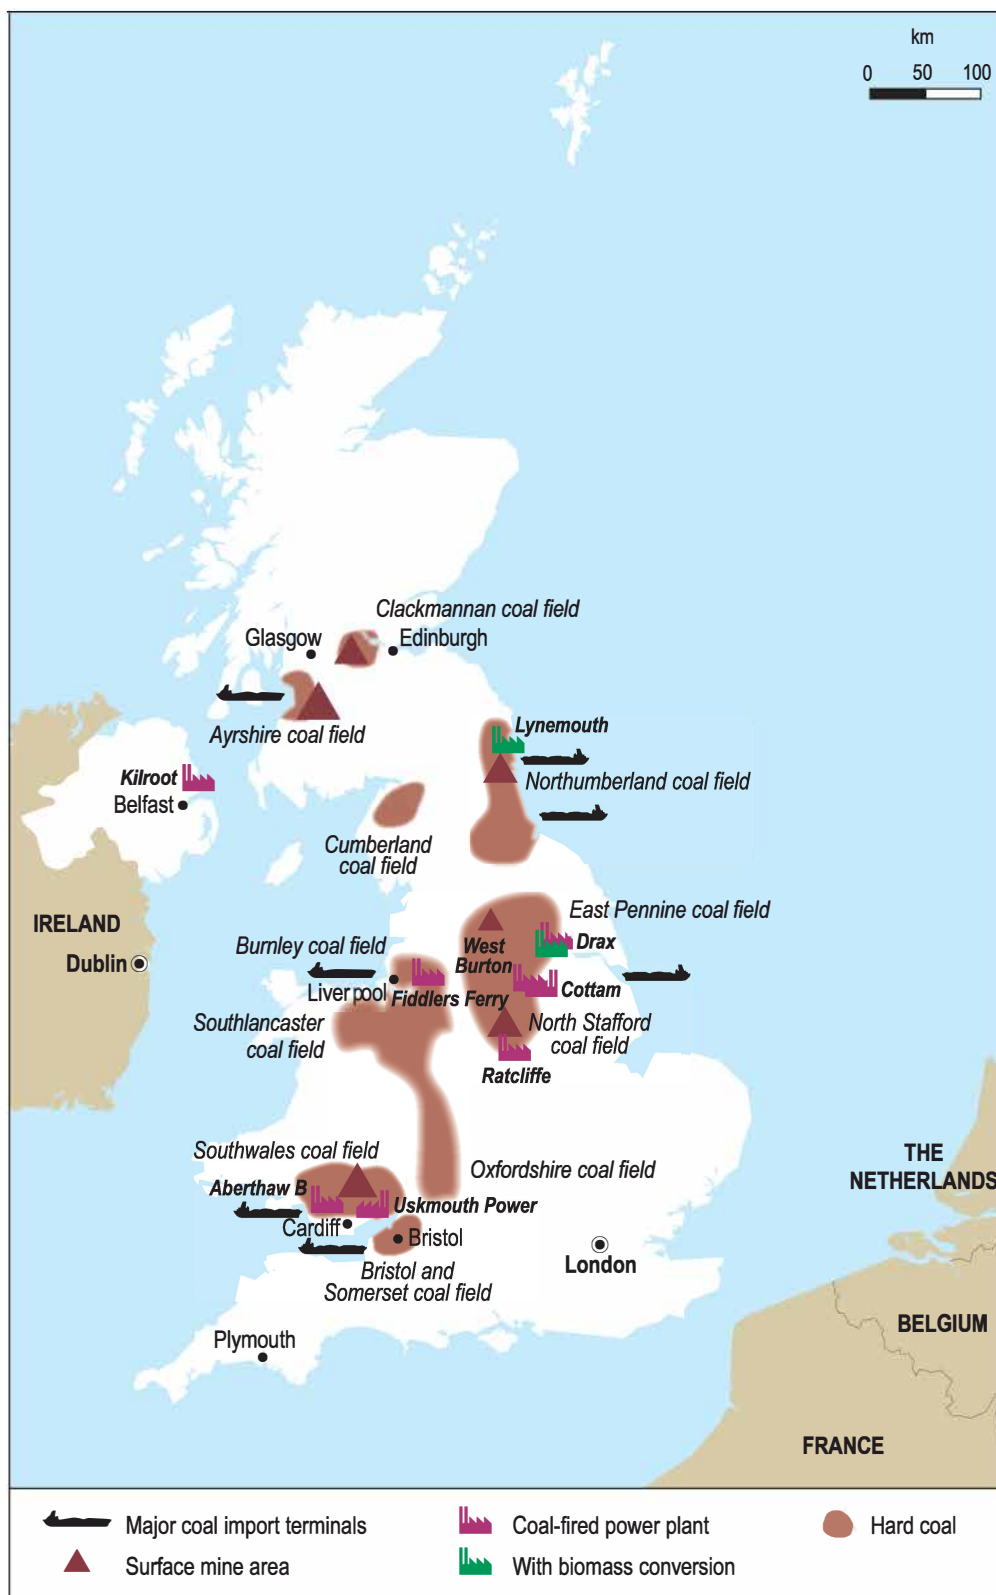 km
0 50 100
Clackmannan coal field
Glasgow
Edinburgh
Ayrshire coal field
Lynemouth
Kilroot
Northumberland coal field
Belfast
Cumberland
coal field
East Pennine coal field
IRELAND
Burnley coal field
West
Burton
Drax
Dublin
Liverpool
Fiddlers Ferry
Cottam
Southlancaster
coal field
North Stafford
coal field
Ratcliffe
Southwales coal field
THE
NETHERLANDS
Oxfordshire coal field
Aberthaw B
Uskmouth Power
Cardiff
Bristol
London
Bristol and
Somerset coal field
BELGIUM
Plymouth
FRANCE
Major coal import terminals
Coal-fired power plant
Hard coal
Surface mine area
With biomass conversion